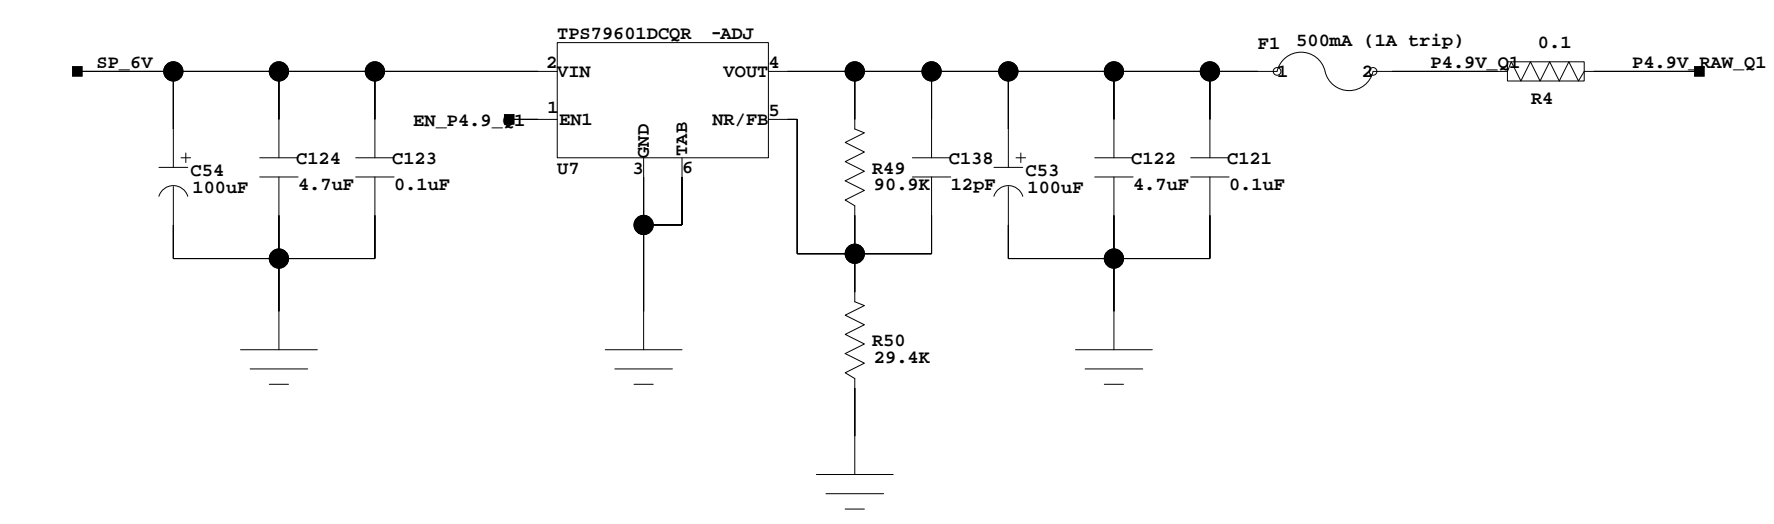 TPS79601DCQR -ADJ
SP_6V
2
VIN
VOUT
4
F1
500mA (1A trip)
1
2
P4.9V_Q1
0.1
R4
P4.9V_RAW_Q1
EN_P4.9_Q1
1
EN1
NR/FB
5
GND
TAB
U7
3
6
C54
100uF
C124
4.7uF
C123
0.1uF
R49
90.9K
C138
12pF
C53
100uF
C122
4.7uF
C121
0.1uF
R50
29.4K